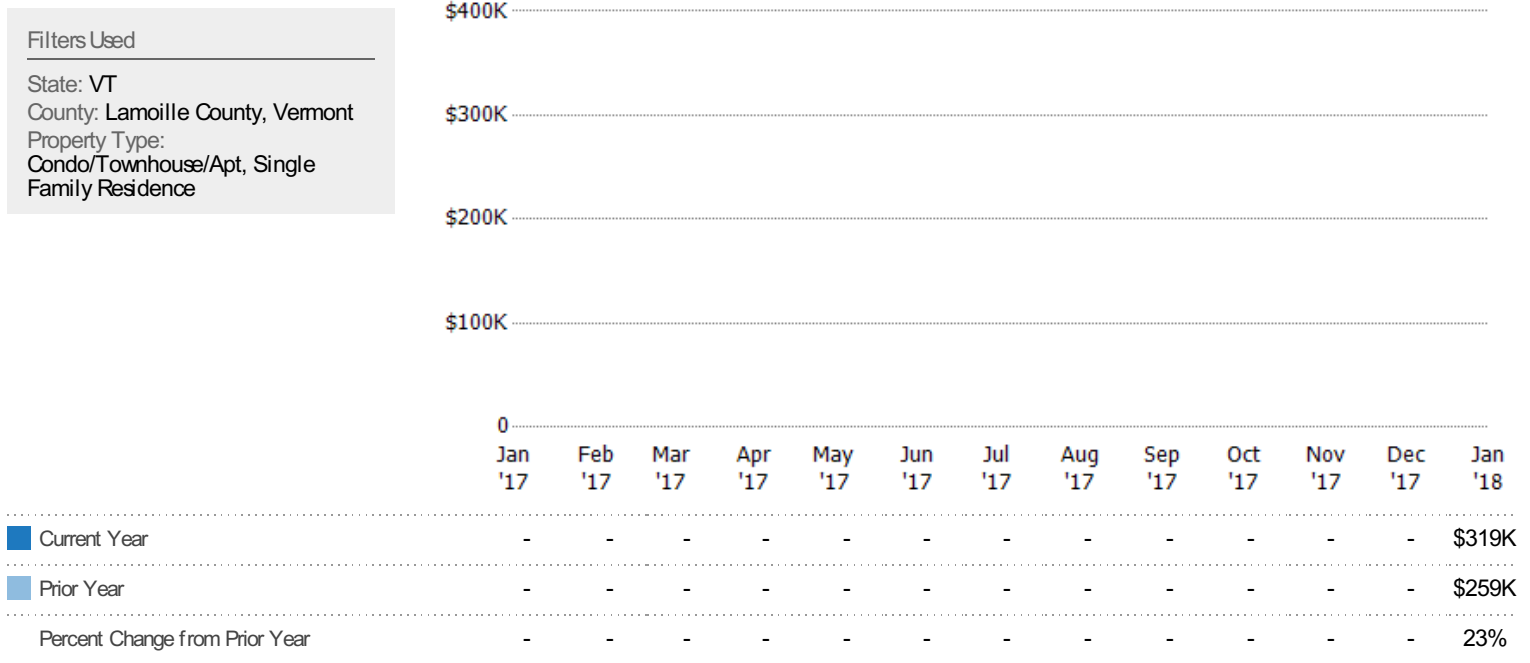 Filters Used
State: VT
County: Lamoille County, Vermont
Property Type:
Condo/Townhouse/Apt, Single
Family Residence
$400K
$300K
$200K
$100K
0
Jan Feb Mar Apr May Jun Jul Aug Sep Oct Nov Dec Jan
'17 '17 '17 '17 '17 '17 '17 '17 '17 '17 '17 '17 '18
Current Year - - - - - - - - - - - - $319K
Prior Year - - - - - - - - - - - - $259K
Percent Change from Prior Year - - - - - - - - - - - - 23%